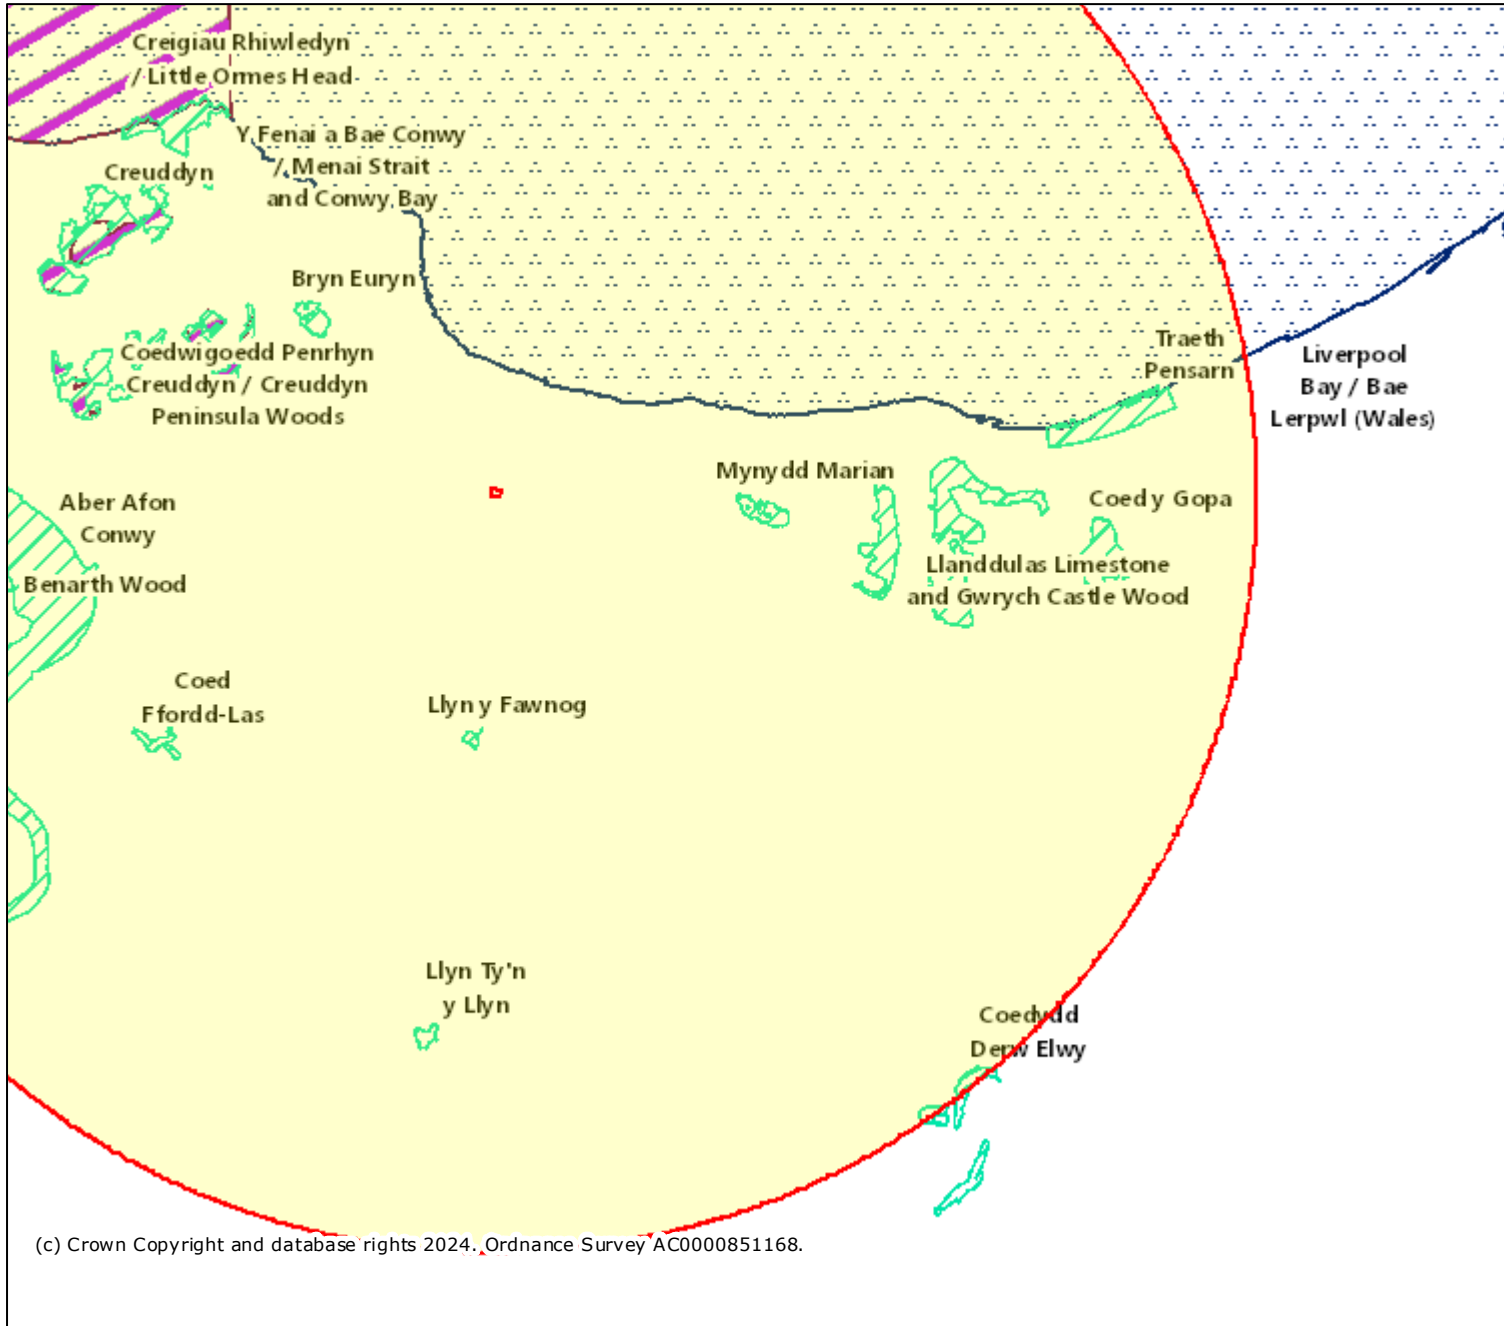 Creigiau Rhiwledyn
/ Little Ormes Head
Y Fenai a Bae Conwy
/ Menai Strait
and Conwy Bay
Creuddyn
Bryn Euryn
Coedwigoedd Penrhyn
Creuddyn / Creuddyn
Peninsula Woods
Traeth
Pensarn
Liverpool
Bay / Bae
Lerpwl (Wales)
Mynydd Marian
Coed y Gopa
Aber Afon
Conwy
Benarth Wood
Llanddulas Limestone
and Gwrych Castle Wood
Coed
Ffordd-Las
Llyn y Fawnog
Llyn Ty'n
y Llyn
Coedydd
Derw Elwy
(c) Crown Copyright and database rights 2024. Ordnance Survey AC0000851168.